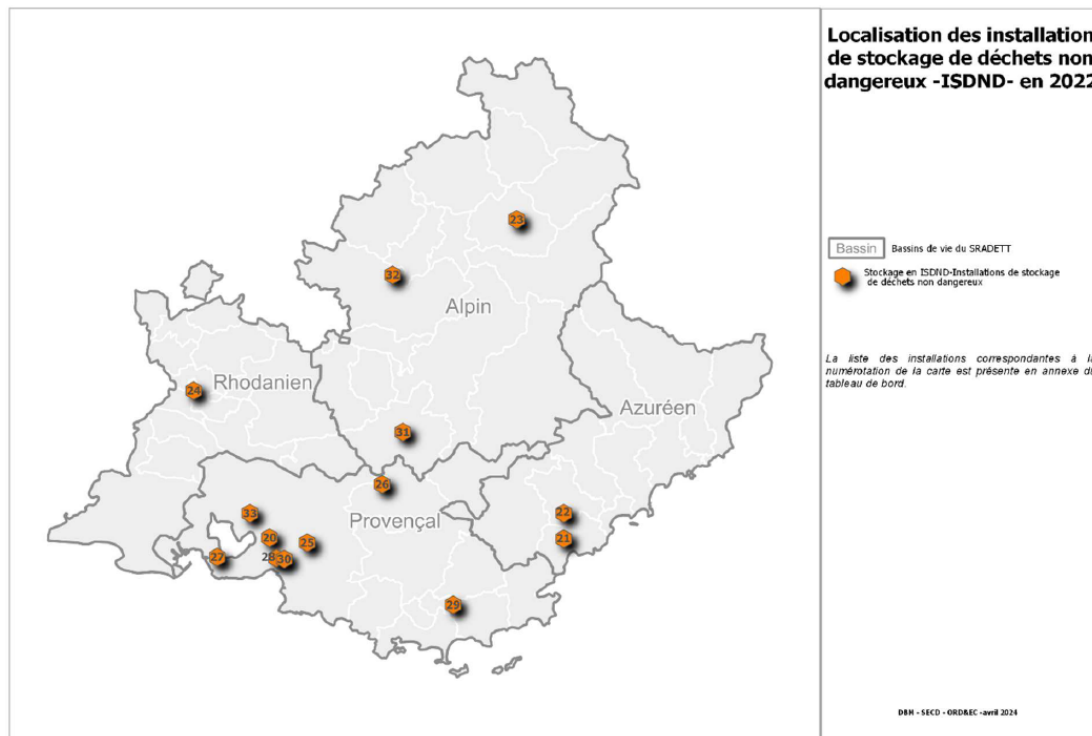 Localisation des installation
de stockage de déchets non
dangereux -ISDND- en 2022
Bassin Bassins de vie du SRADETT
Stockage en ISDND-Installations de stockage
de déchets non dangereux
La liste des installations correspondantes à l
numérotation de la carte est présente en annexe d
tableau de bord.
DBH - SECD - ORD&EC -avril 2024
23
32
Alpin
Rhodanien
24
Azuréen
31
26
Provençal
33
22
20
25
21
27
28
30
29